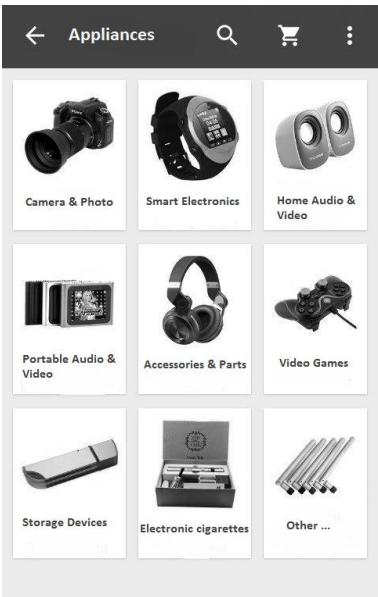 Appliances
Camera & Photo
Smart Electronics
Home Audio &
Video
Portable Audio &
Video
Accessories & Parts
Video Games
Storage Devices
Electronic cigarettes
Other ...